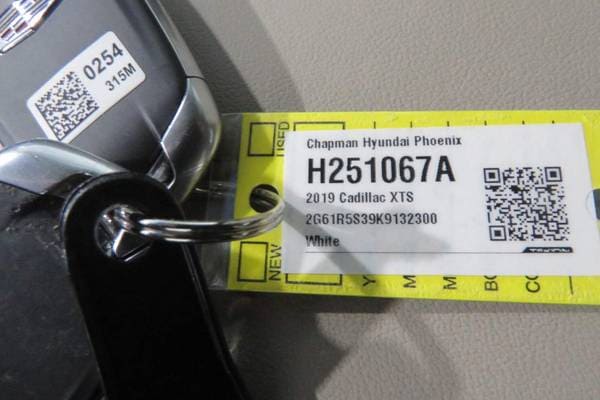 0254
315M
USED
Chapman Hyundai Phoenix
H251067A
2019 Cadillac XTS
2G61R5S39K9132300
White
NEW
Y
M
M